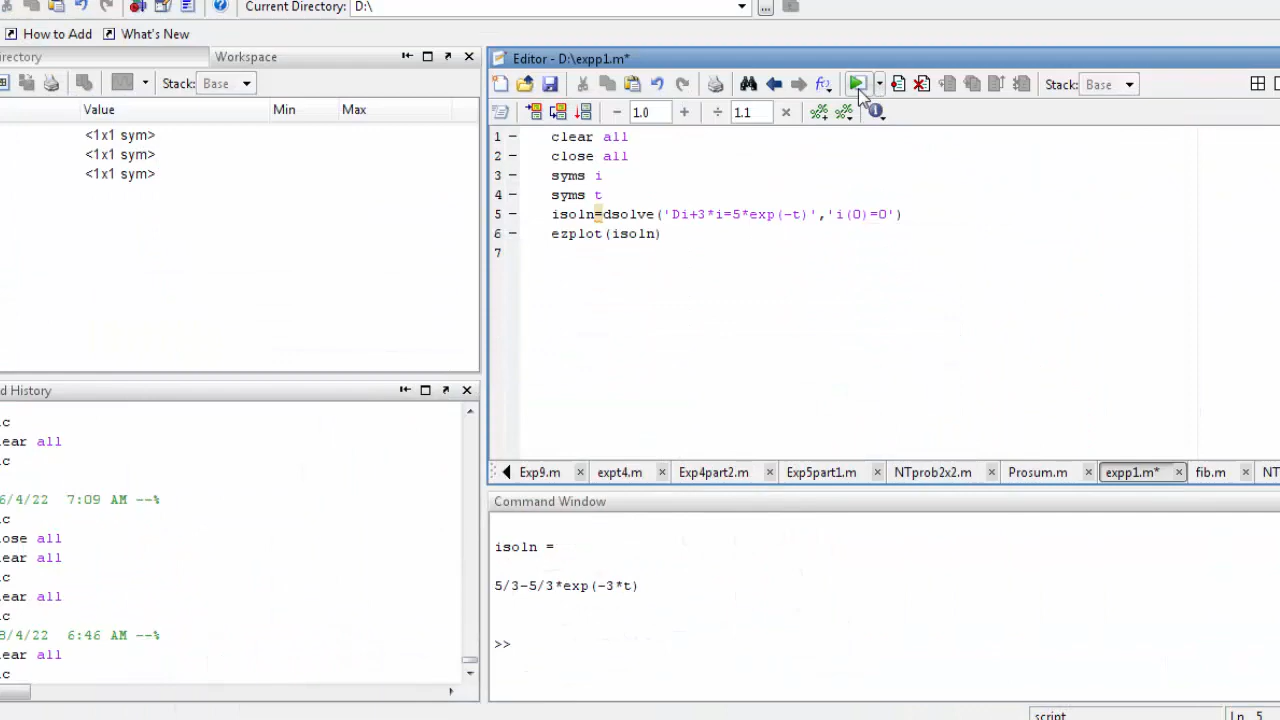 Current Directory: D:\
How to Add What's New
irectory Workspace
Stack: Base
Value Min Max
<1x1 sym>
<1x1 sym>
<1x1 sym>
Editor - D:\expp1.m*
Stack: Base
1.0 1.1
1 clear all
2 close all
3 syms i
4 syms t
5 isoln=dsolve('Di+3*i=5*exp(-t)','i(0)=0')
6 ezplot(isoln)
7
Exp9.m expt4.m Exp4part2.m Exp5part1.m NTprob2x2.m Prosum.m expp1.m* fib.m NT
d History
c
ear all
c
6/4/22 7:09 AM --%
c
ose all
ear all
c
ear all
c
8/4/22 6:46 AM --%
ear all
c
Command Window
isoln =
5/3-5/3*exp(-3*t)
>>
script Ln 5